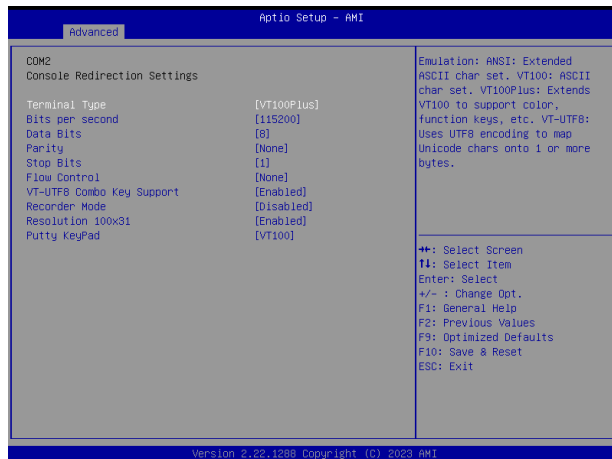 Aptio Setup - AMI
Advanced
COM2
Console Redirection Settings
Terminal Type [VT100Plus]
Bits per second [115200]
Data Bits [8]
Parity [None]
Stop Bits [1]
Flow Control [None]
VT-UTF8 Combo Key Support [Enabled]
Recorder Mode [Disabled]
Resolution 100x31 [Enabled]
Putty KeyPad [VT100]
Emulation: ANSI: Extended
ASCII char set. VT100: ASCII
char set. VT100Plus: Extends
VT100 to support color,
function keys, etc. VT-UTF8:
Uses UTF8 encoding to map
Unicode chars onto 1 or more
bytes.
→←: Select Screen
↑↓: Select Item
Enter: Select
+/- : Change Opt.
F1: General Help
F2: Previous Values
F9: Optimized Defaults
F10: Save & Reset
ESC: Exit
Version 2.22.1288 Copyright (C) 2023 AMI